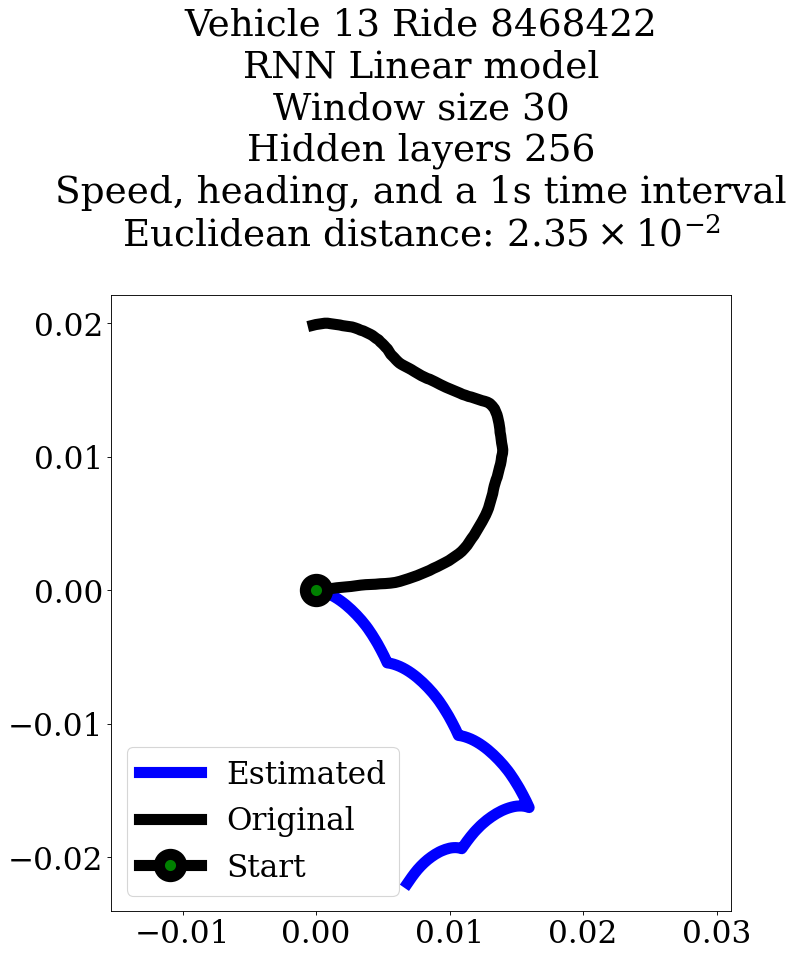 Vehicle 13 Ride 8468422
RNN Linear model
Window size 30
Hidden layers 256
Speed, heading, and a 1s time interval
Euclidean distance: 2.35 × 10⁻²
0.02
0.01
0.00
−0.01
−0.02
Estimated
Original
Start
−0.01 0.00 0.01 0.02 0.03